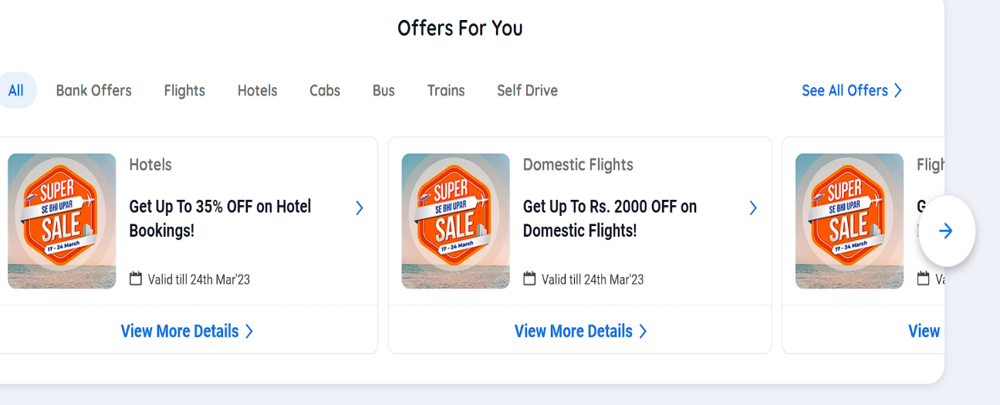 Offers For You
All
Bank Offers
Flights
Hotels
Cabs
Bus
Trains
Self Drive
See All Offers
SUPER
SE BHI UPAR
SALE
17 - 24 March
Hotels
Get Up To 35% OFF on Hotel
Bookings!
Valid till 24th Mar'23
View More Details
SUPER
SE BHI UPAR
SALE
17 - 24 March
Domestic Flights
Get Up To Rs. 2000 OFF on
Domestic Flights!
Valid till 24th Mar'23
View More Details
SUPER
SE BHI UPAR
SALE
17 - 24 March
View